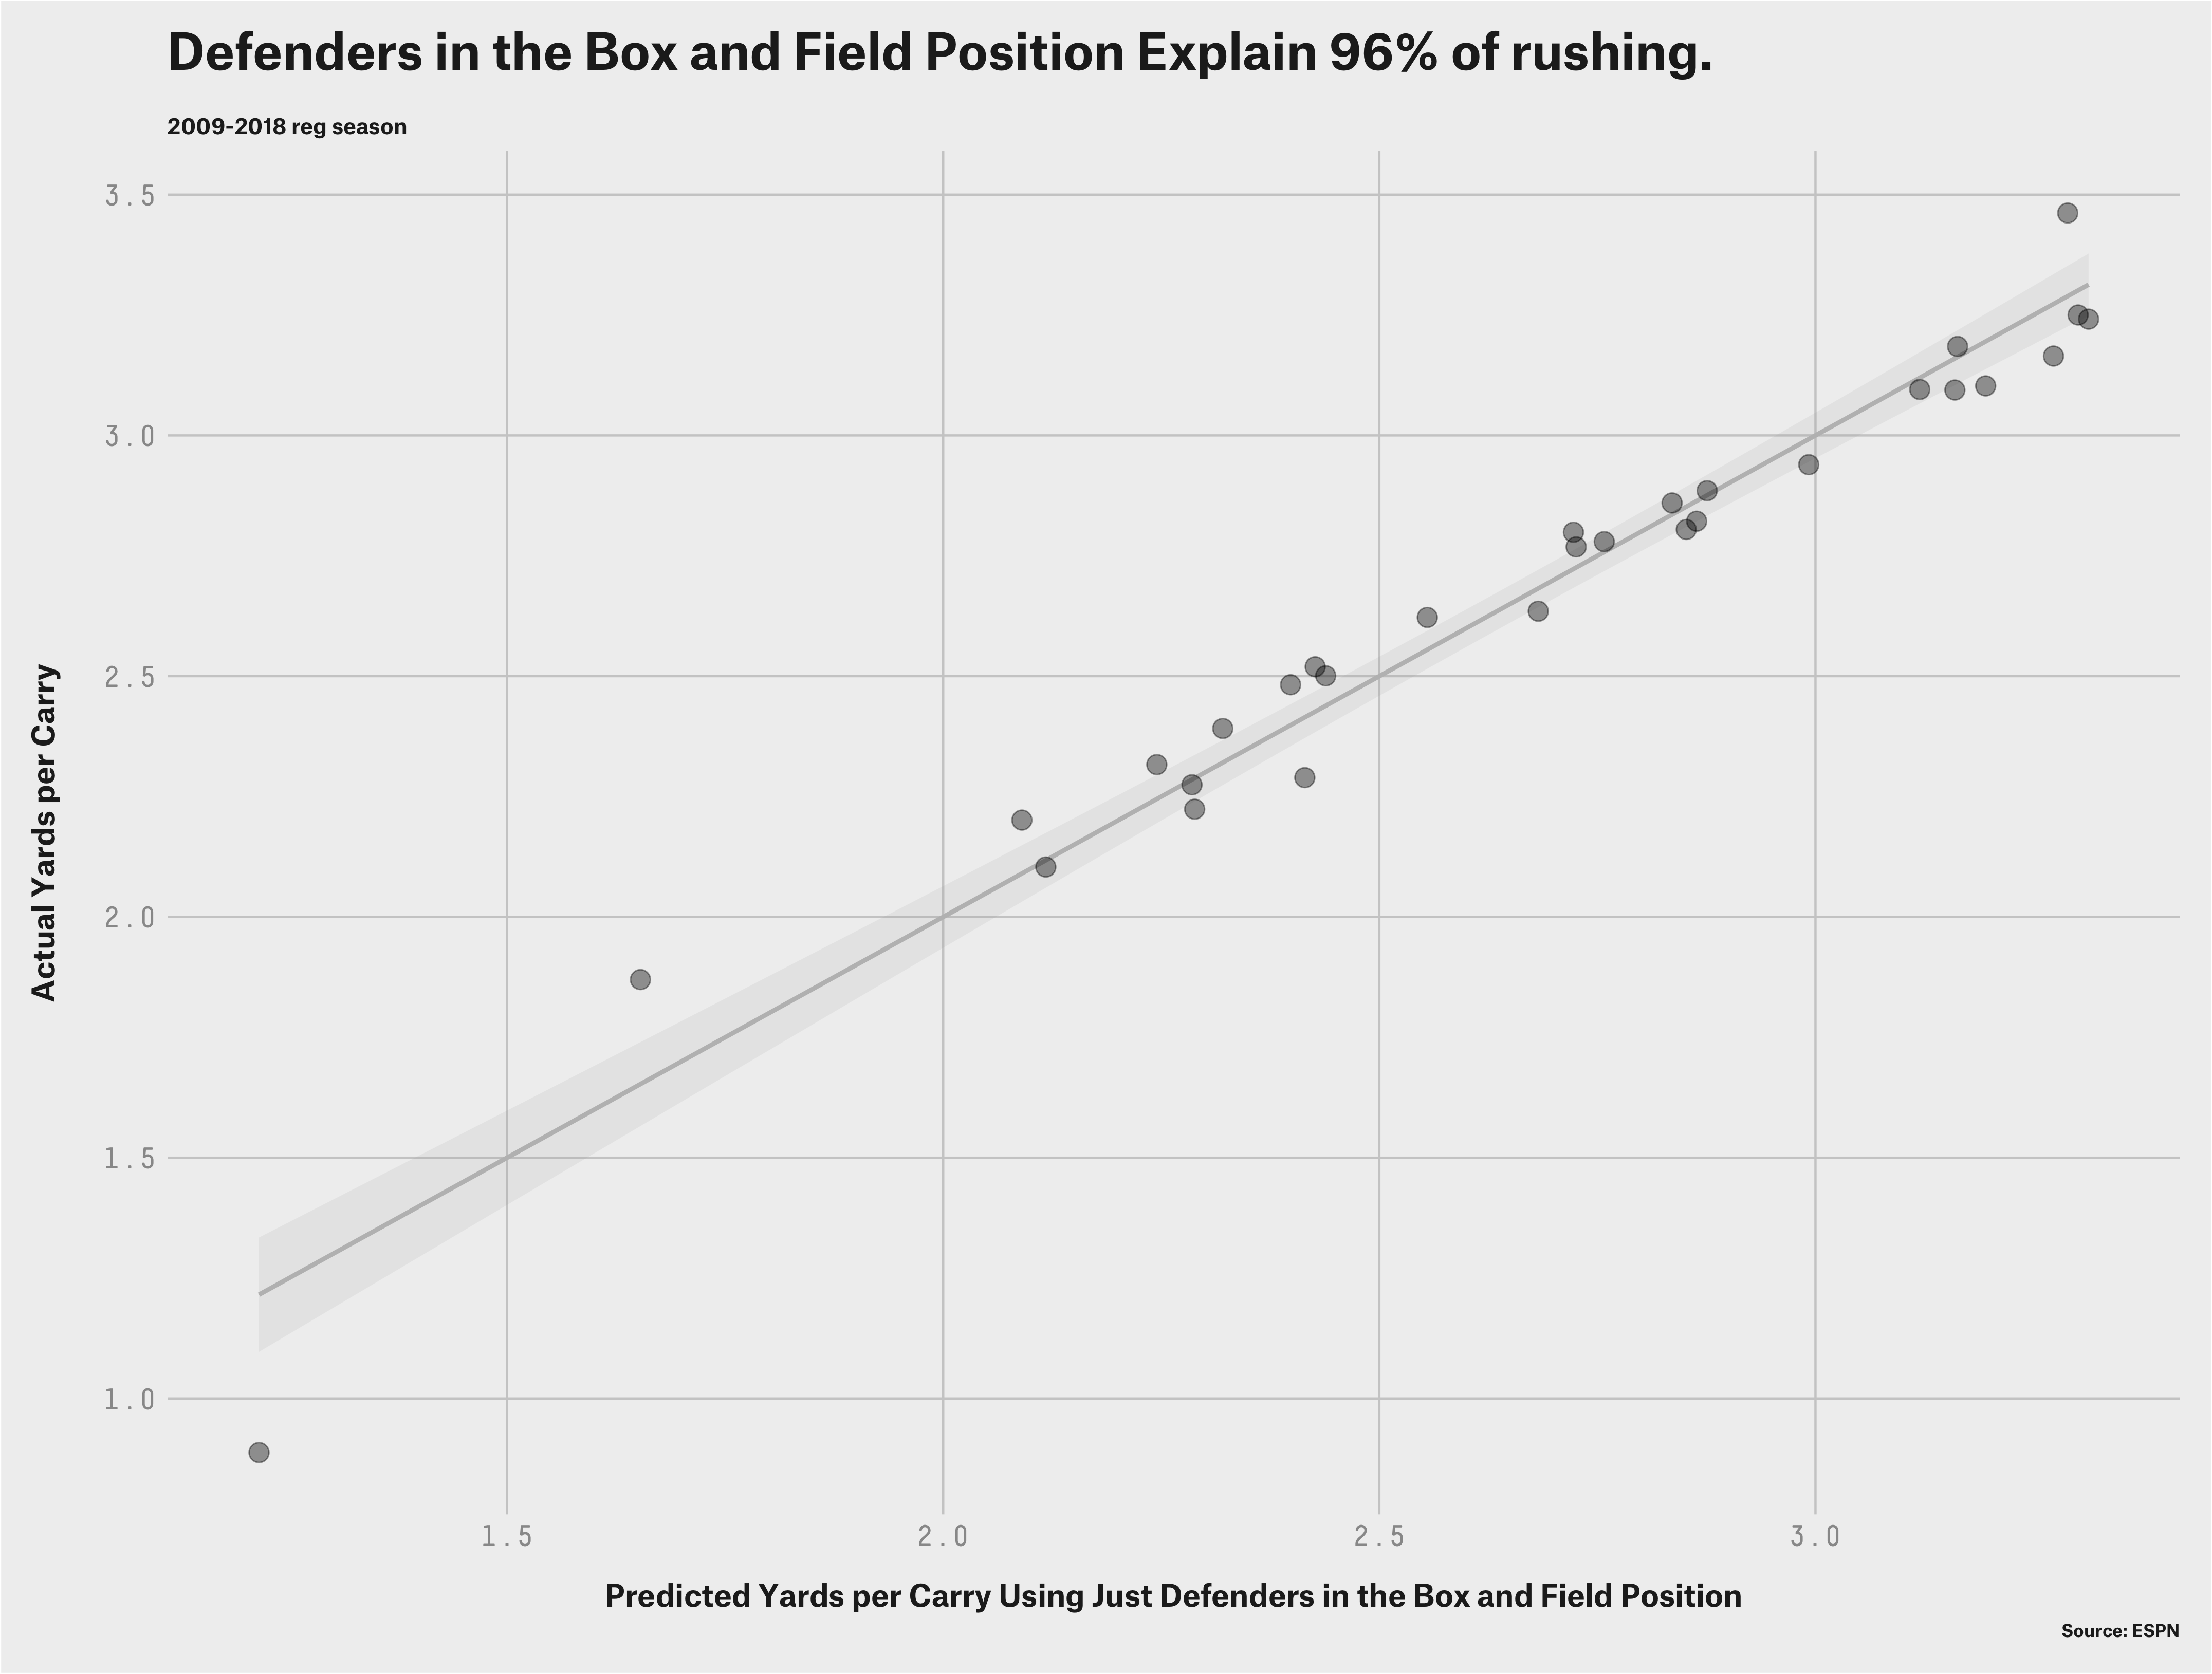 Defenders in the Box and Field Position Explain 96% of rushing.
2009-2018 reg season
3.5
3.0
2.5
2.0
1.5
1.0
Actual Yards per Carry
1.5 2.0 2.5 3.0
Predicted Yards per Carry Using Just Defenders in the Box and Field Position
Source: ESPN